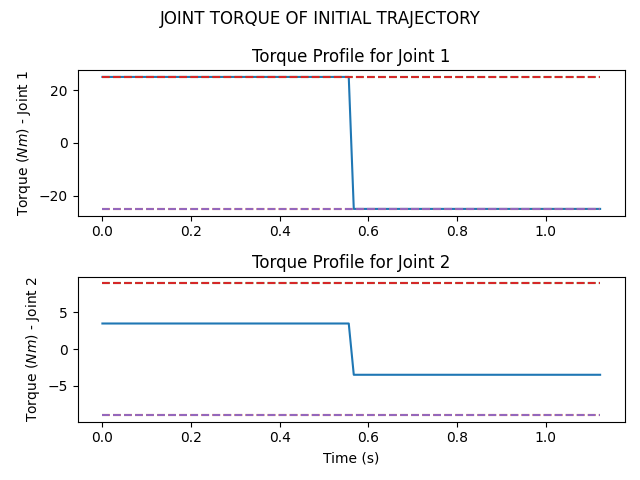 JOINT TORQUE OF INITIAL TRAJECTORY
Torque Profile for Joint 1
Torque (Nm) - Joint 1
20
0
−20
0.0 0.2 0.4 0.6 0.8 1.0
Torque Profile for Joint 2
Torque (Nm) - Joint 2
5
0
−5
0.0 0.2 0.4 0.6 0.8 1.0
Time (s)